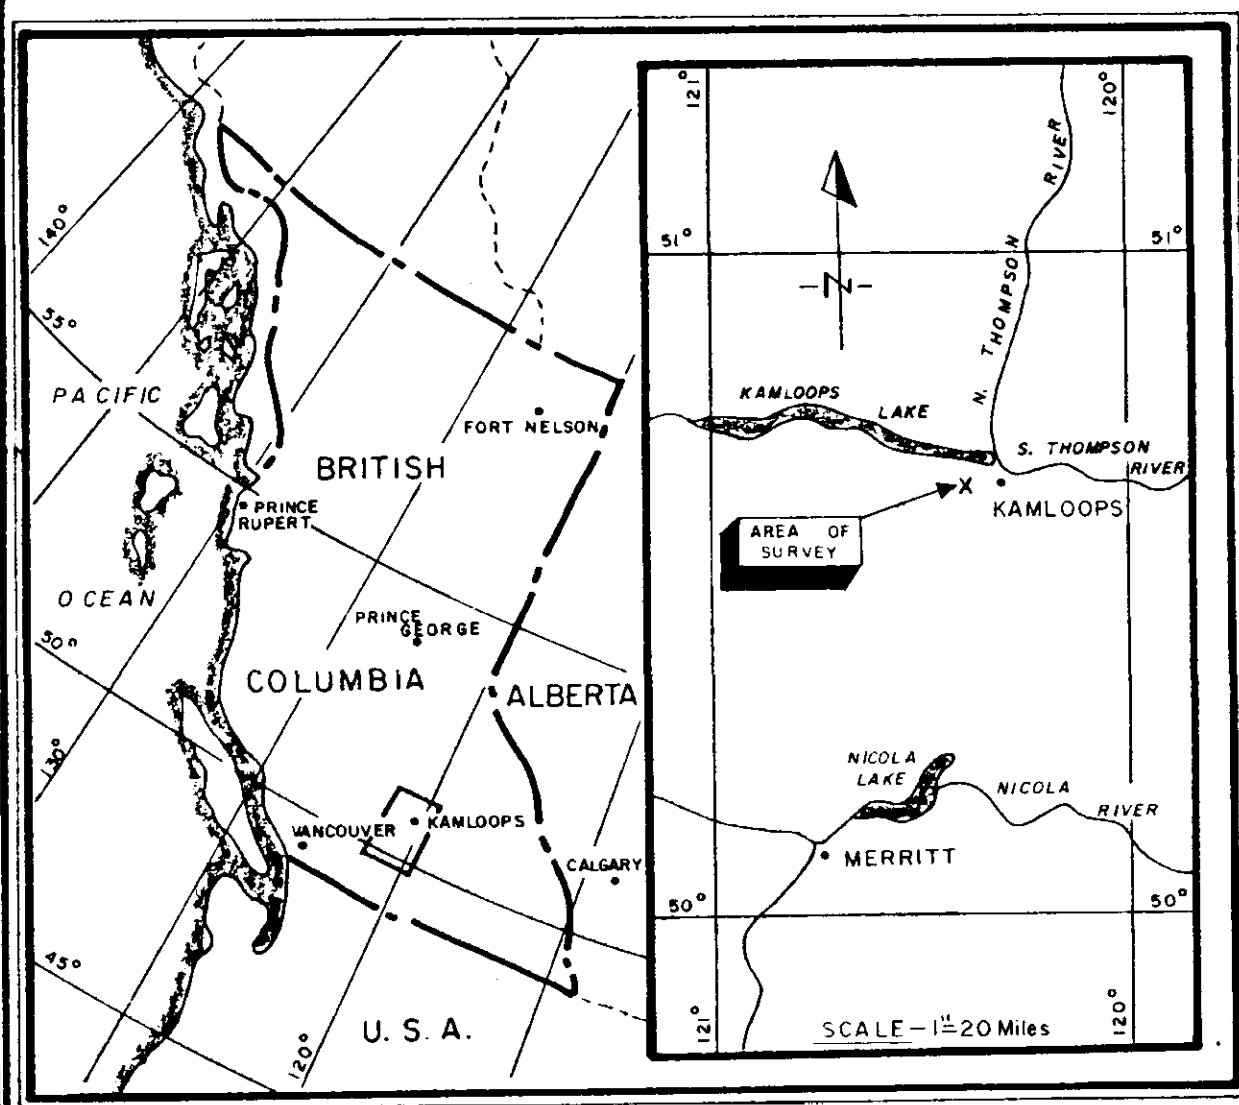 140°
55°
PACIFIC
OCEAN
50°
130°
45°
120°
BRITISH
COLUMBIA
ALBERTA
U. S. A.
FORT NELSON
PRINCE
RUPERT
PRINCE
GEORGE
VANCOUVER
KAMLOOPS
CALGARY
121°
120°
51°
51°
N. THOMPSON RIVER
-N-
KAMLOOPS LAKE
S. THOMPSON
RIVER
X
KAMLOOPS
AREA OF
SURVEY
NICOLA
LAKE
NICOLA RIVER
MERRITT
50°
50°
121°
120°
SCALE - 1"=20 Miles